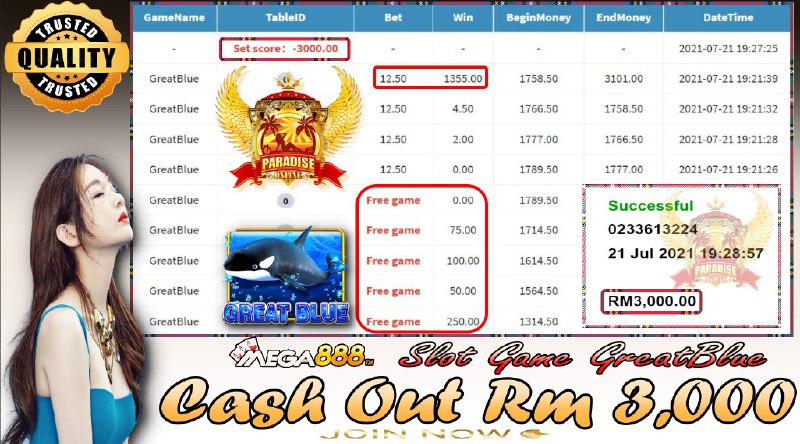 TRUSTED
QUALITY
TRUSTED
GameName TableID Bet Win BeginMoney EndMoney DateTime
- Set score: -3000.00 - - - - 2021-07-21 19:27:25
GreatBlue 12.50 1355.00 1758.50 3101.00 2021-07-21 19:21:39
GreatBlue 12.50 4.50 1766.50 1758.50 2021-07-21 19:21:32
GreatBlue 12.50 2.00 1777.00 1766.50 2021-07-21 19:21:28
GreatBlue 12.50 0.00 1789.50 1777.00 2021-07-21 19:21:26
PARADISE
ONLINE
GreatBlue 0 Free game 0.00 1789.50
GreatBlue Free game 75.00 1714.50
GreatBlue Free game 100.00 1614.50
GreatBlue Free game 50.00 1564.50
GreatBlue Free game 250.00 1314.50
GREAT BLUE
Successful
0233613224
21 Jul 2021 19:28:57
PARADISE
ONLINE
RM3,000.00
MEGA888™ Slot Game GreatBlue
Cash Out Rm 3,000
JOIN NOW